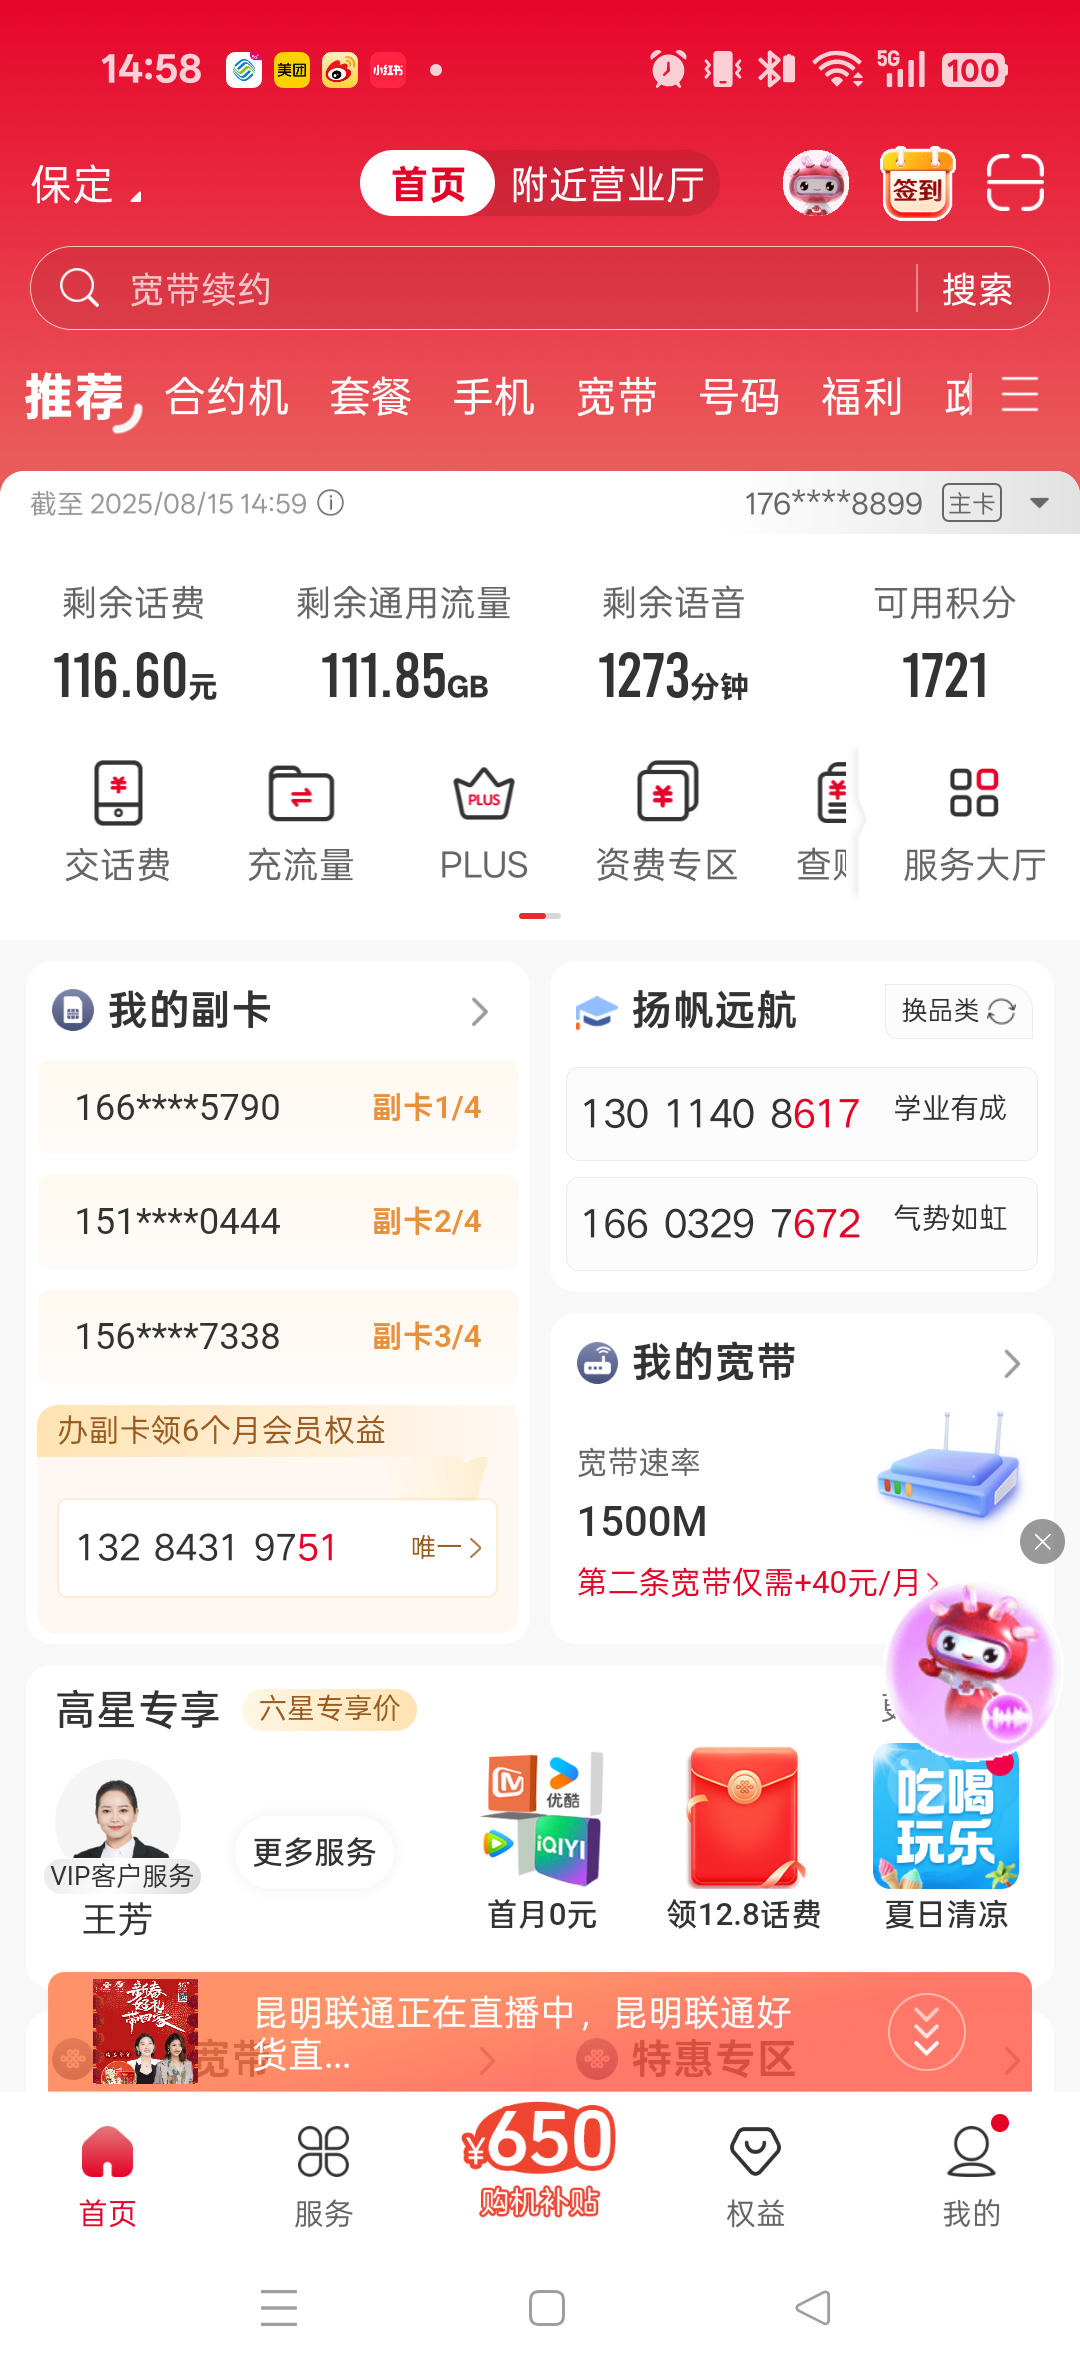 14:58
美团
小红书
5G
100
保定
首页
附近营业厅
签到
宽带续约
搜索
推荐
合约机
套餐
手机
宽带
号码
福利
截至 2025/08/15 14:59
176****8899
主卡
剩余话费
剩余通用流量
剩余语音
可用积分
116.60元
111.85GB
1273分钟
1721
PLUS
交话费
充流量
PLUS
资费专区
服务大厅
我的副卡
166****5790
副卡1/4
151****0444
副卡2/4
156****7338
副卡3/4
办副卡领6个月会员权益
132 8431 9751
唯一
扬帆远航
换品类
130 1140 8617
学业有成
166 0329 7672
气势如虹
我的宽带
宽带速率
1500M
第二条宽带仅需+40元/月
高星专享
六星专享价
VIP客户服务
王芳
更多服务
优酷
iQIYI
首月0元
领12.8话费
吃喝
玩乐
夏日清凉
新春
好礼
带回家
昆明联通正在直播中，昆明联通好
货直...
宽带
特惠专区
首页
服务
¥650
购机补贴
权益
我的